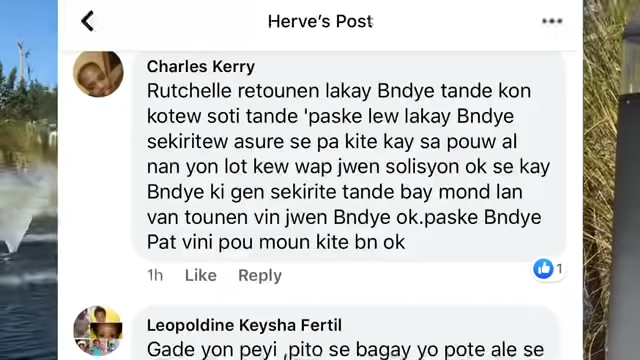 Herve's Post
Charles Kerry
Rutchelle retounen lakay Bndye tande kon
kotew soti tande 'paske lew lakay Bndye
sekiritew asure se pa kite kay sa pouw al
nan yon lot kew wap jwen solisyon ok se kay
Bndye ki gen sekirite tande bay mond lan
van tounen vin jwen Bndye ok.paske Bndye
Pat vini pou moun kite bn ok
1h Like Reply 1
Leopoldine Keysha Fertil
Gade yon peyi ,pito se bagay yo pote ale se